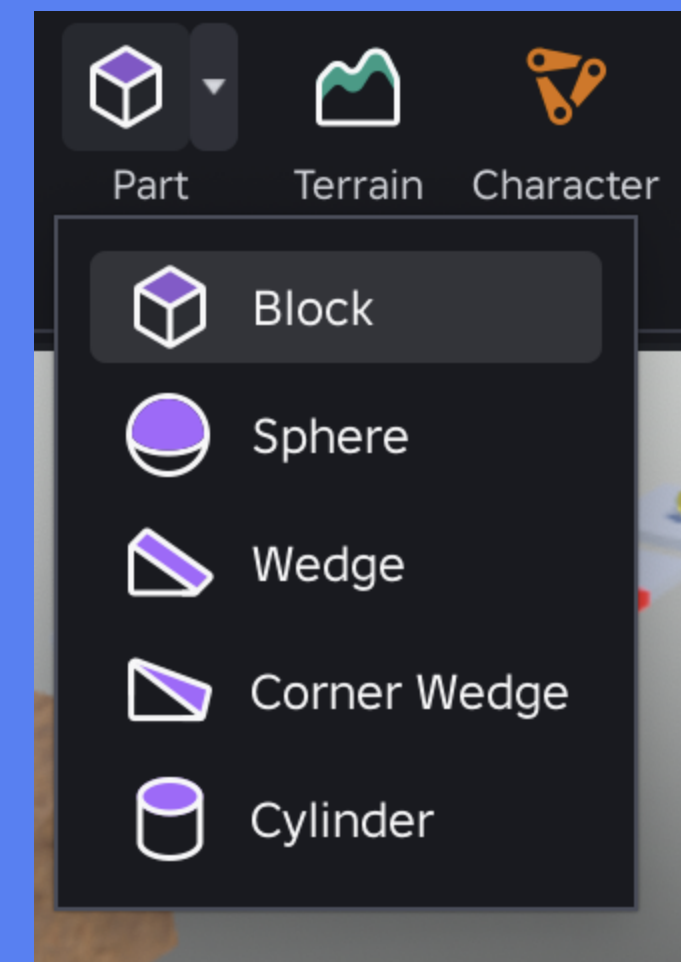 Part Terrain Character
Block
Sphere
Wedge
Corner Wedge
Cylinder